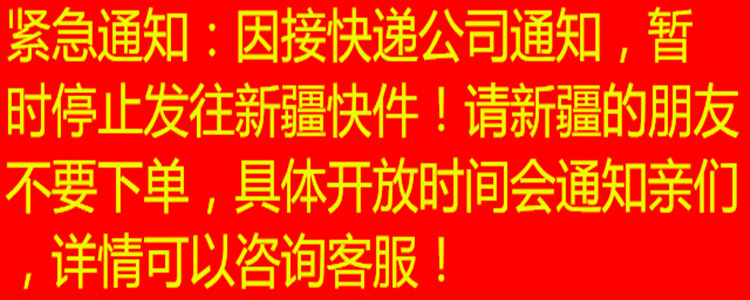 紧急通知：因接快递公司通知，暂
时停止发往新疆快件！请新疆的朋友
不要下单，具体开放时间会通知亲们
，详情可以咨询客服！